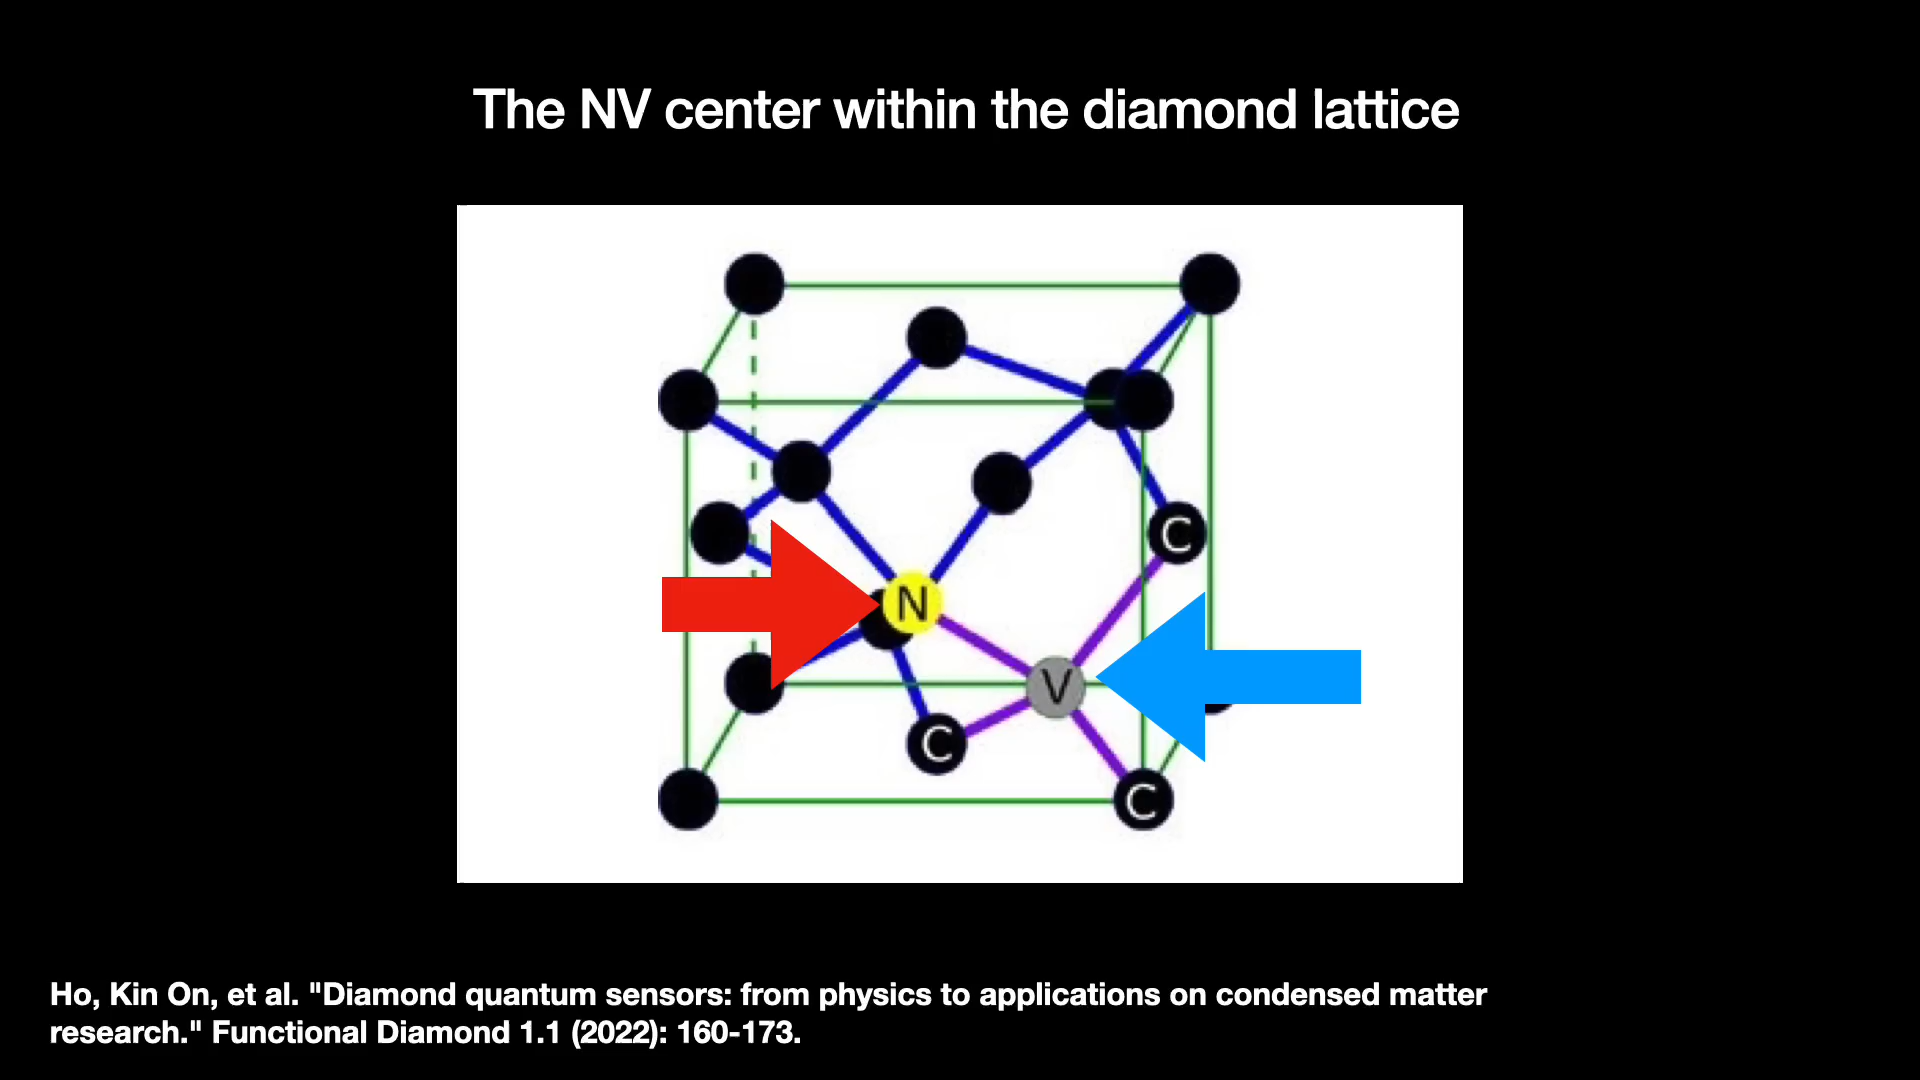 The NV center within the diamond lattice
C
N
V
C
C
Ho, Kin On, et al. "Diamond quantum sensors: from physics to applications on condensed matter
research." Functional Diamond 1.1 (2022): 160-173.